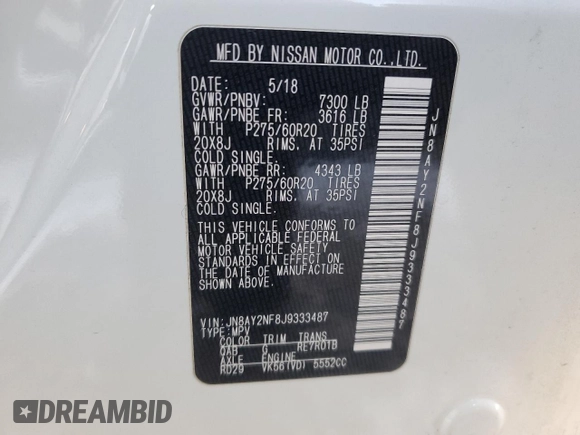 MFD BY NISSAN MOTOR CO.,LTD.
DATE: 5/18
GVWR/PNBV: 7300 LB
GAWR/PNBE FR: 3616 LB
WITH P275/60R20 TIRES
20X8J RIMS, AT 35PSI
COLD SINGLE.
GAWR/PNBE RR: 4343 LB
WITH P275/60R20 TIRES
20X8J RIMS, AT 35PSI
COLD SINGLE.
THIS VEHICLE CONFORMS TO
ALL APPLICABLE FEDERAL
MOTOR VEHICLE SAFETY
STANDARDS IN EFFECT ON
THE DATE OF MANUFACTURE
SHOWN ABOVE.
VIN: JN8AY2NF8J9333487
TYPE: MPV
COLOR TRIM TRANS
QAB G RE7R01B
AXLE ENGINE
RD29 VK56(VD) 5552CC
JN8AY2NF8J9333487
DREAMBID